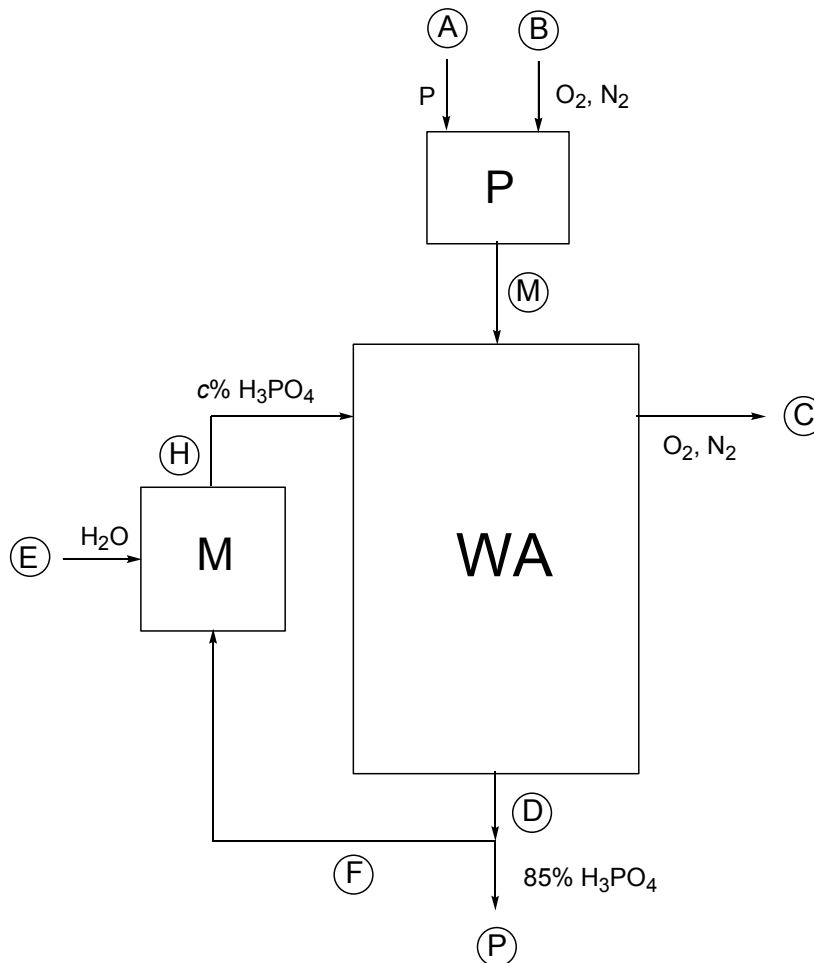 A B
P O₂, N₂
P
M
c% H₃PO₄
C
O₂, N₂
H
H₂O
E M WA
D
F 85% H₃PO₄
P